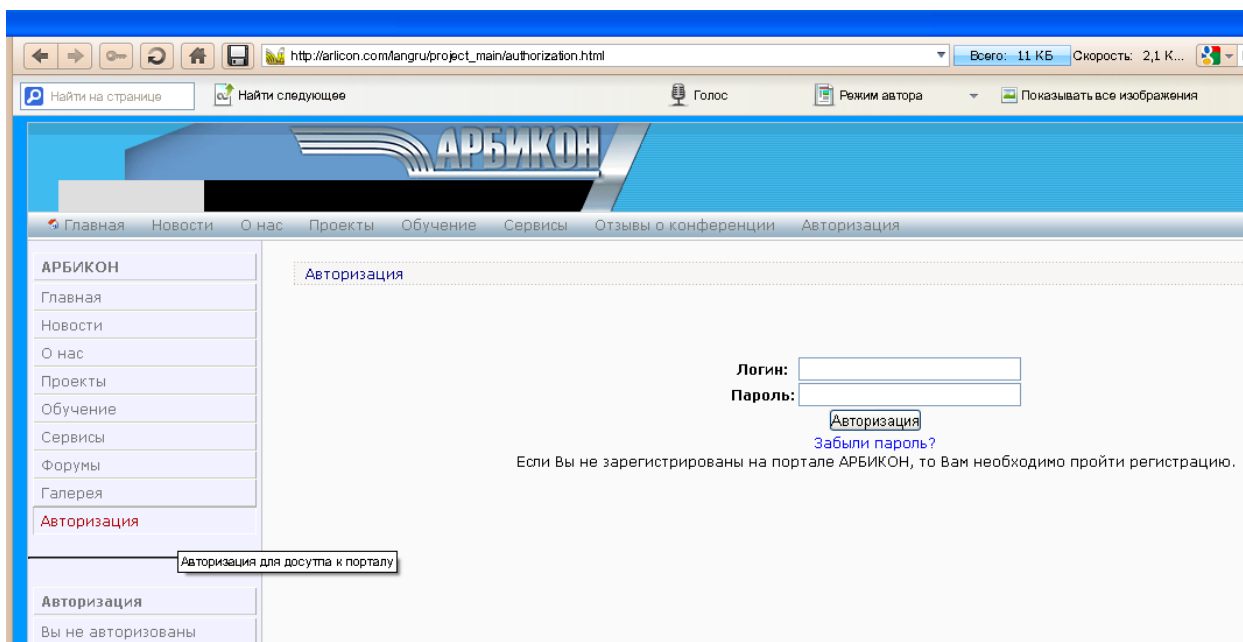 http://arlicon.com/langru/project_main/authorization.html Всего: 11 КБ Скорость: 2,1 К...
Найти на странице Найти следующее Голос Режим автора Показывать все изображения
АРБИКОН
Главная Новости О нас Проекты Обучение Сервисы Отзывы о конференции Авторизация
АРБИКОН
Главная
Новости
О нас
Проекты
Обучение
Сервисы
Форумы
Галерея
Авторизация
Авторизация для доступа к порталу
Авторизация
Вы не авторизованы
Авторизация
Логин:
Пароль:
Авторизация
Забыли пароль?
Если Вы не зарегистрированы на портале АРБИКОН, то Вам необходимо пройти регистрацию.